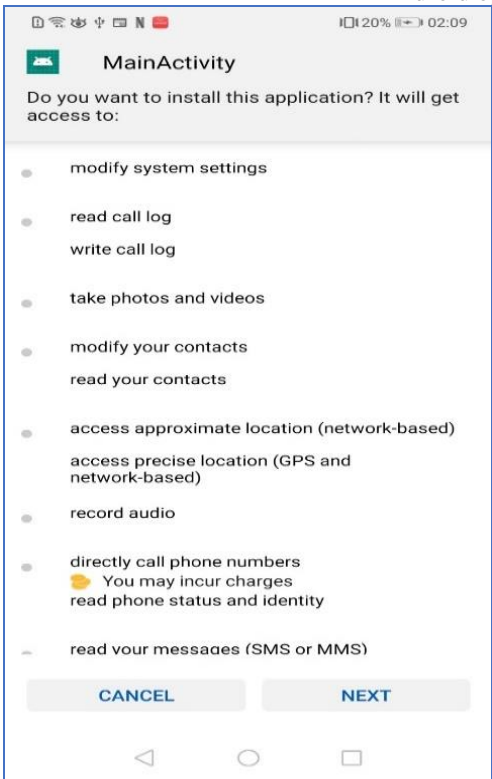 20% 02:09
MainActivity
Do you want to install this application? It will get
access to:
modify system settings
read call log
write call log
take photos and videos
modify your contacts
read your contacts
access approximate location (network-based)
access precise location (GPS and
network-based)
record audio
directly call phone numbers
You may incur charges
read phone status and identity
read your messages (SMS or MMS)
CANCEL NEXT